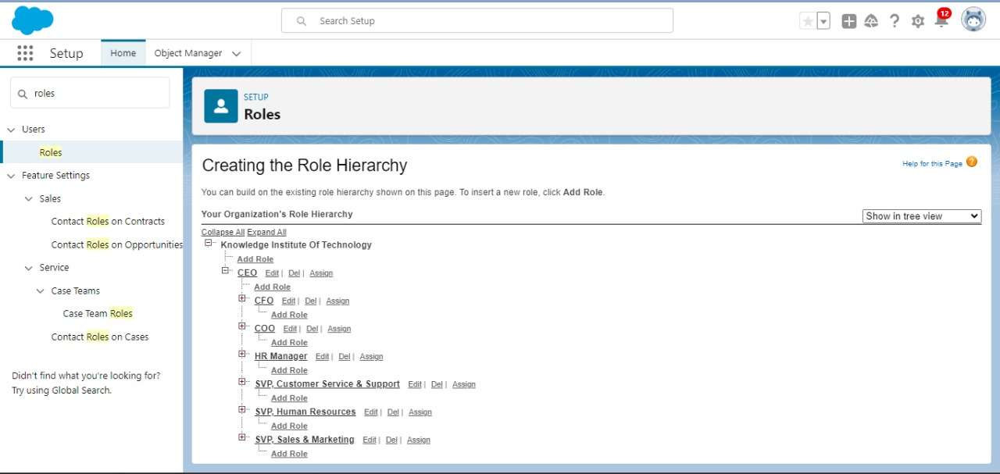 Search Setup
12
Setup
Home
Object Manager
roles
Users
Roles
Feature Settings
Sales
Contact Roles on Contracts
Contact Roles on Opportunities
Service
Case Teams
Case Team Roles
Contact Roles on Cases
Didn't find what you're looking for?
Try using Global Search.
SETUP
Roles
Creating the Role Hierarchy
Help for this Page ?
You can build on the existing role hierarchy shown on this page. To insert a new role, click Add Role.
Your Organization's Role Hierarchy
Show in tree view
Collapse All Expand All
Knowledge Institute Of Technology
Add Role
CEO Edit | Del | Assign
Add Role
CFO Edit | Del | Assign
Add Role
COO Edit | Del | Assign
Add Role
HR Manager Edit | Del | Assign
Add Role
SVP, Customer Service & Support Edit | Del | Assign
Add Role
SVP, Human Resources Edit | Del | Assign
Add Role
SVP, Sales & Marketing Edit | Del | Assign
Add Role